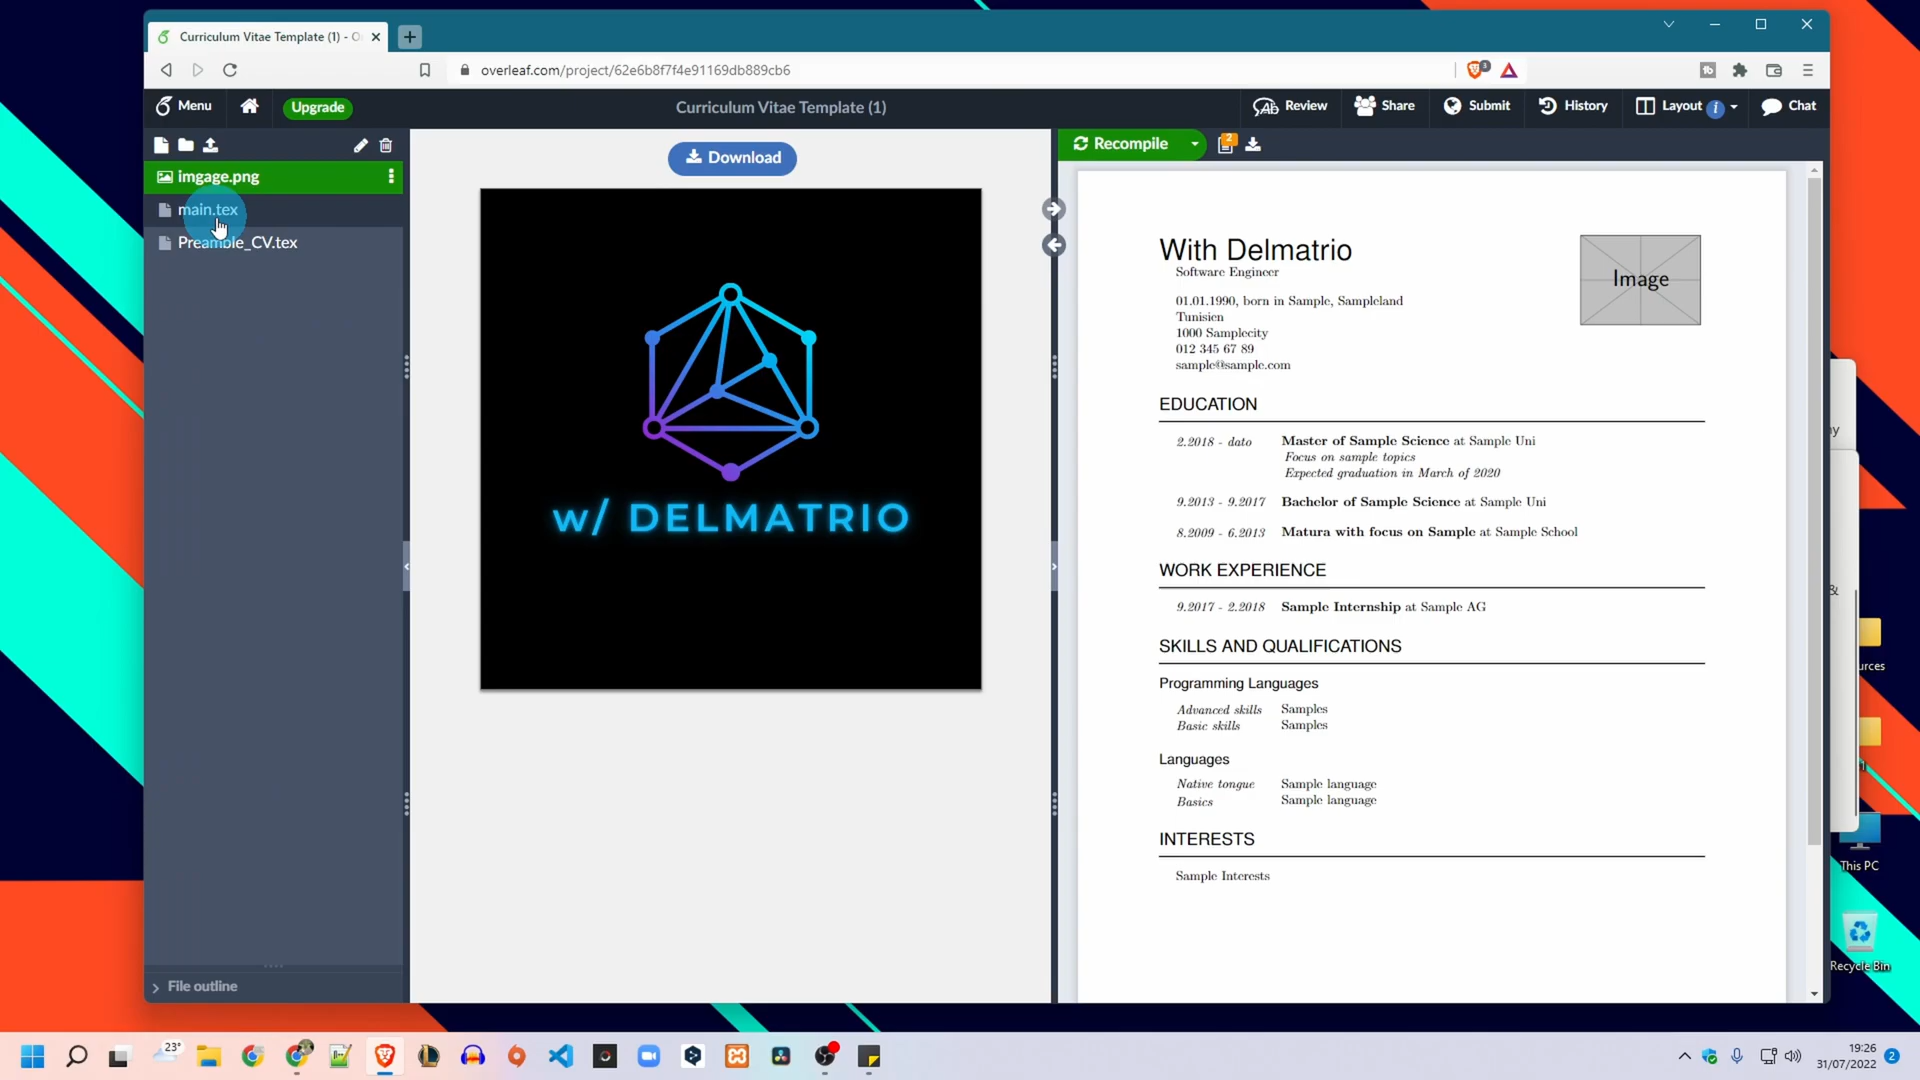 Curriculum Vitae Template (1) - O
overleaf.com/project/62e6b8f7f4e91169db889cb6
3
Menu
Upgrade
Curriculum Vitae Template (1)
Review
Share
Submit
History
Layout
i
Chat
imgage.png
main.tex
Preamble_CV.tex
File outline
Download
w/ DELMATRIO
Recompile
2
With Delmatrio
Software Engineer
01.01.1990, born in Sample, Sampleland
Tunisien
1000 Samplecity
012 345 67 89
sample@sample.com
Image
EDUCATION
2.2018 - dato Master of Sample Science at Sample Uni
Focus on sample topics
Expected graduation in March of 2020
9.2013 - 9.2017 Bachelor of Sample Science at Sample Uni
8.2009 - 6.2013 Matura with focus on Sample at Sample School
WORK EXPERIENCE
9.2017 - 2.2018 Sample Internship at Sample AG
SKILLS AND QUALIFICATIONS
Programming Languages
Advanced skills Samples
Basic skills Samples
Languages
Native tongue Sample language
Basics Sample language
INTERESTS
Sample Interests
ny
&
urces
This PC
Recycle Bin
23°
19:26
31/07/2022
2